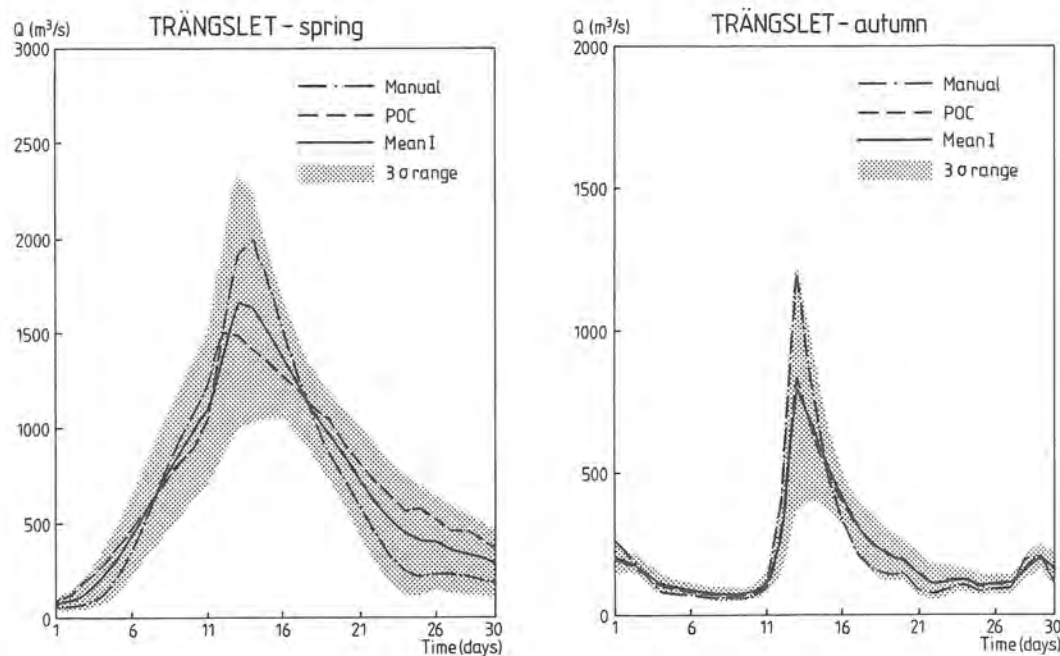 TRÄNGSLET – spring
Q (m³/s)
3000
2500
2000
1500
1000
500
0
Manual
POC
Mean I
3 σ range
1
6
11
16
21
26
30
Time (days)
TRÄNGSLET – autumn
Q (m³/s)
2000
1500
1000
500
0
Manual
POC
Mean I
3 σ range
1
6
11
16
21
26
30
Time (days)